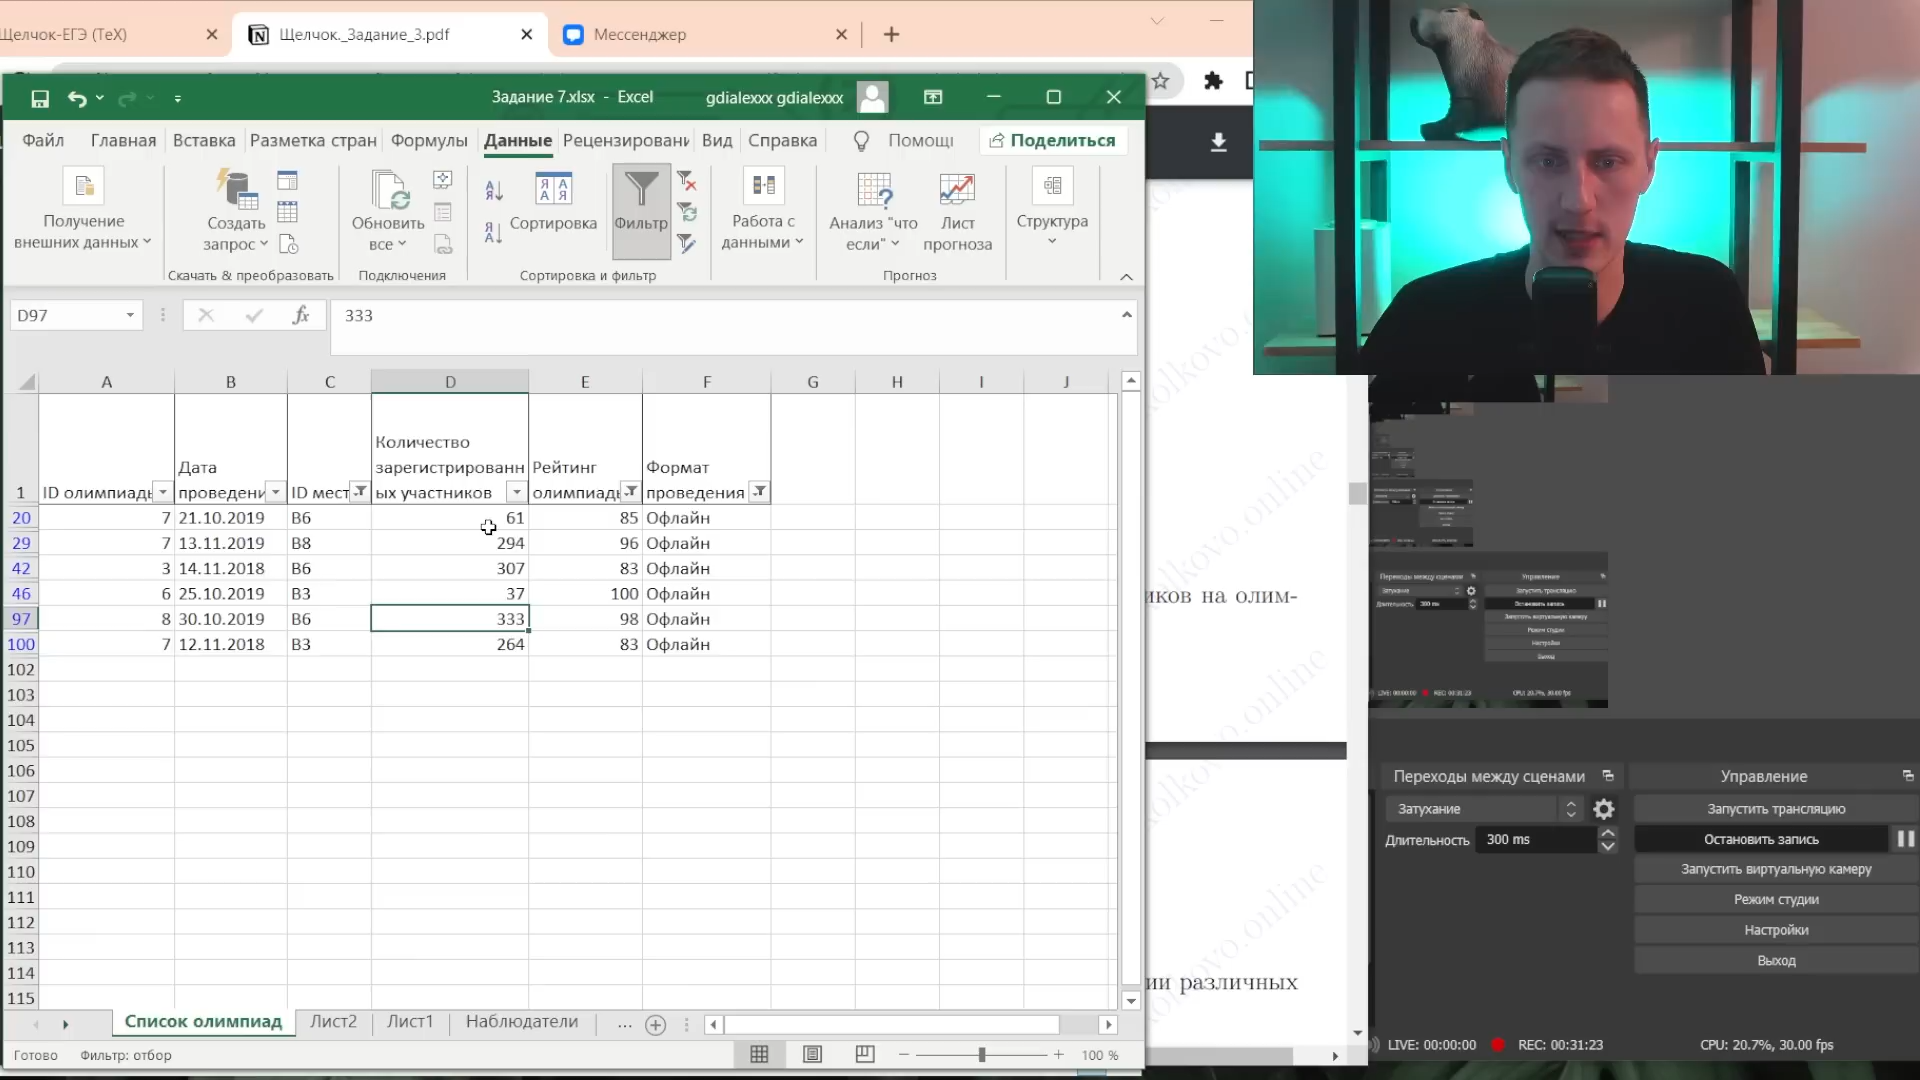 Щелчок-ЕГЭ (TeX)
Щелчок._Задание_3.pdf
Мессенджер
Задание 7.xlsx - Excel
gdialexxx gdialexxx
Файл Главная Вставка Разметка стран Формулы Данные Рецензировани Вид Справка Помощ Поделиться
Получение внешних данных
Создать запрос
Скачать & преобразовать
Обновить все
Подключения
Сортировка
Фильтр
Сортировка и фильтр
Работа с данными
Анализ "что если"
Лист прогноза
Прогноз
Структура
D97
fx
333
A B C D E F G H I J
1 ID олимпиады Дата проведени ID мест Количество зарегистрированных участников Рейтинг олимпиады Формат проведения
20 7 21.10.2019 B6 61 85 Офлайн
29 7 13.11.2019 B8 294 96 Офлайн
42 3 14.11.2018 B6 307 83 Офлайн
46 6 25.10.2019 B3 37 100 Офлайн
97 8 30.10.2019 B6 333 98 Офлайн
100 7 12.11.2018 B3 264 83 Офлайн
102
103
104
105
106
107
108
109
110
111
112
113
114
115
Список олимпиад Лист2 Лист1 Наблюдатели ...
Готово Фильтр: отбор
100 %
иков на олим-
ии различных
kolkovo.online
Переходы между сценами
Затухание
Длительность 300 ms
Управление
Запустить трансляцию
Остановить запись
Запустить виртуальную камеру
Режим студии
Настройки
Выход
LIVE: 00:00:00 REC: 00:31:23 CPU: 20.7%, 30.00 fps